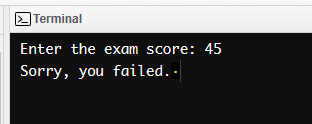 Terminal
Enter the exam score: 45
Sorry, you failed.